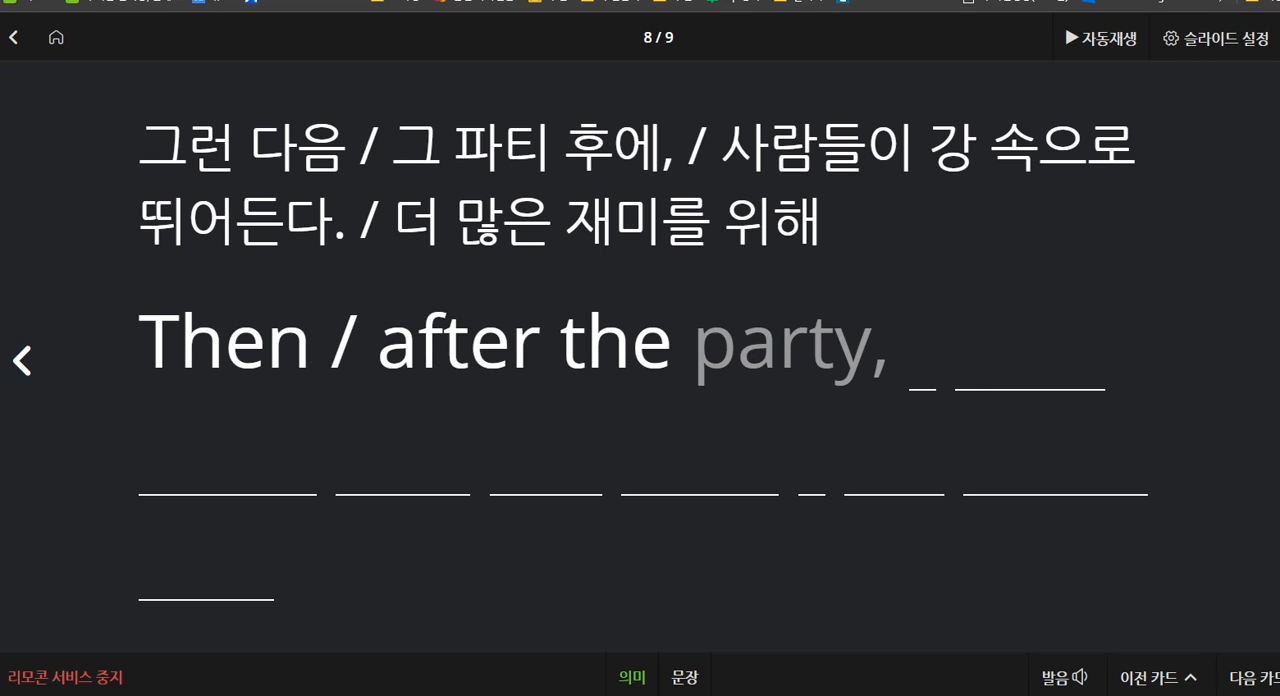 8 / 9
▶ 자동재생
슬라이드 설정
그런 다음 / 그 파티 후에, / 사람들이 강 속으로
뛰어든다. / 더 많은 재미를 위해
Then / after the party,
리모콘 서비스 중지
의미
문장
발음
이전 카드
다음